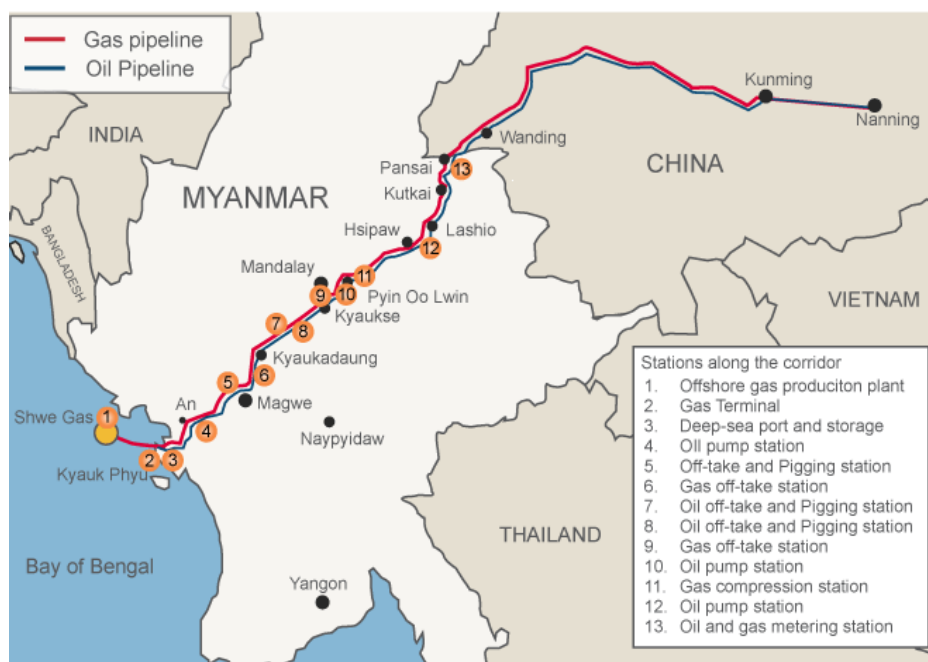 Gas pipeline
Oil Pipeline
INDIA
BANGLADESH
MYANMAR
CHINA
VIETNAM
THAILAND
Kunming
Nanning
Wanding
Pansai
13
Kutkai
Hsipaw
Lashio
12
Mandalay
11
9
10
Pyin Oo Lwin
Kyaukse
7
8
Kyaukadaung
5
6
Magwe
An
4
Naypyidaw
Shwe Gas
1
2
3
Kyauk Phyu
Bay of Bengal
Yangon
Stations along the corridor
1. Offshore gas produciton plant
2. Gas Terminal
3. Deep-sea port and storage
4. OIl pump station
5. Off-take and Pigging station
6. Gas off-take station
7. Oil off-take and Pigging station
8. Oil off-take and Pigging station
9. Gas off-take station
10. Oil pump station
11. Gas compression station
12. Oil pump station
13. Oil and gas metering station